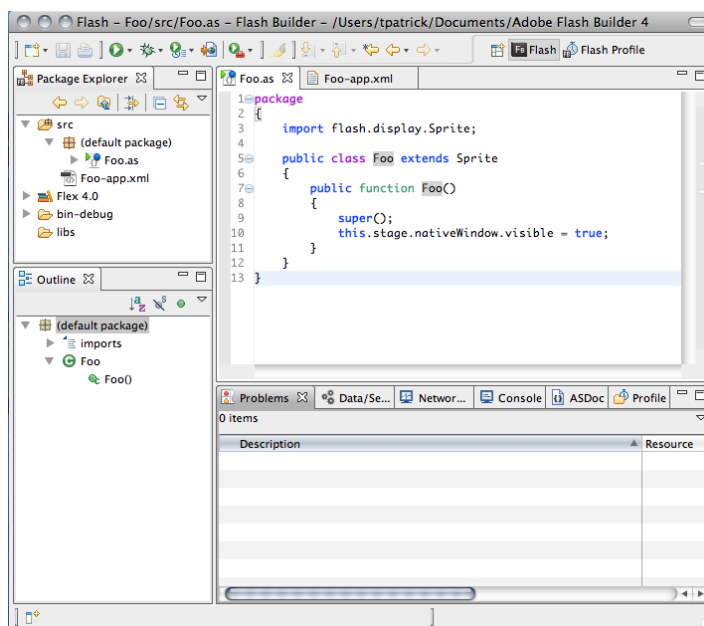 Flash - Foo/src/Foo.as - Flash Builder - /Users/tpatrick/Documents/Adobe Flash Builder 4
Fb Flash Flash Profile
Package Explorer
src
(default package)
Foo.as
Foo-app.xml
Flex 4.0
bin-debug
libs
Foo.as Foo-app.xml
1 package
2 {
3 import flash.display.Sprite;
4
5 public class Foo extends Sprite
6 {
7 public function Foo()
8 {
9 super();
10 this.stage.nativeWindow.visible = true;
11 }
12 }
13 }
Outline
(default package)
imports
Foo
Foo()
Problems Data/Se... Networ... Console ASDoc Profile
0 items
Description Resource